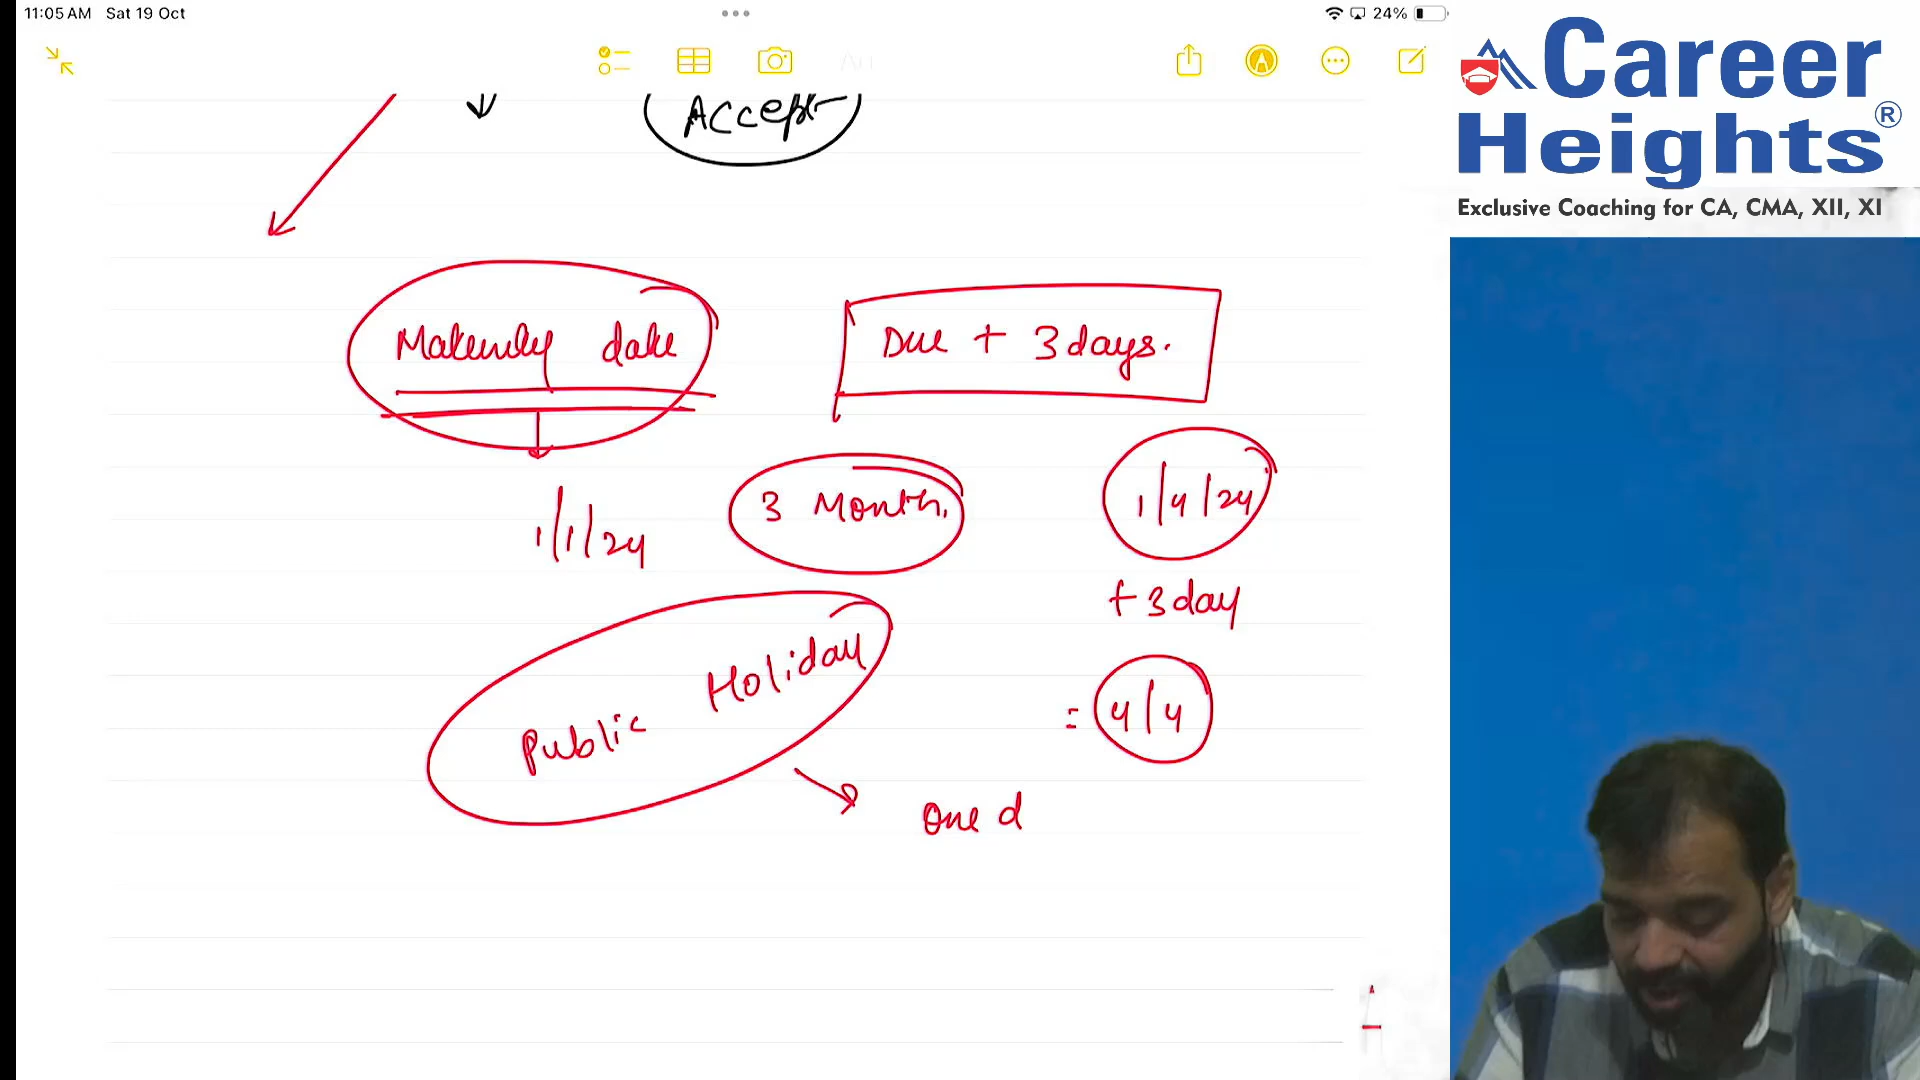 11:05 AM Sat 19 Oct
24%
Career
Heights®
Exclusive Coaching for CA, CMA, XII, XI
Accept
Maturity date
Due + 3 days.
1/1/24
3 Month.
1/4/24
+ 3 day
Public Holiday
= 4/4
One d